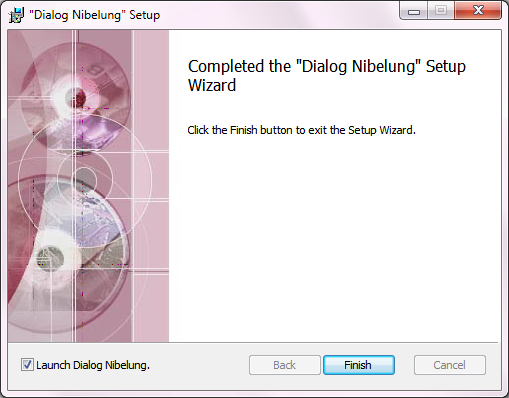 "Dialog Nibelung" Setup
Completed the "Dialog Nibelung" Setup
Wizard
Click the Finish button to exit the Setup Wizard.
Launch Dialog Nibelung.
Back
Finish
Cancel